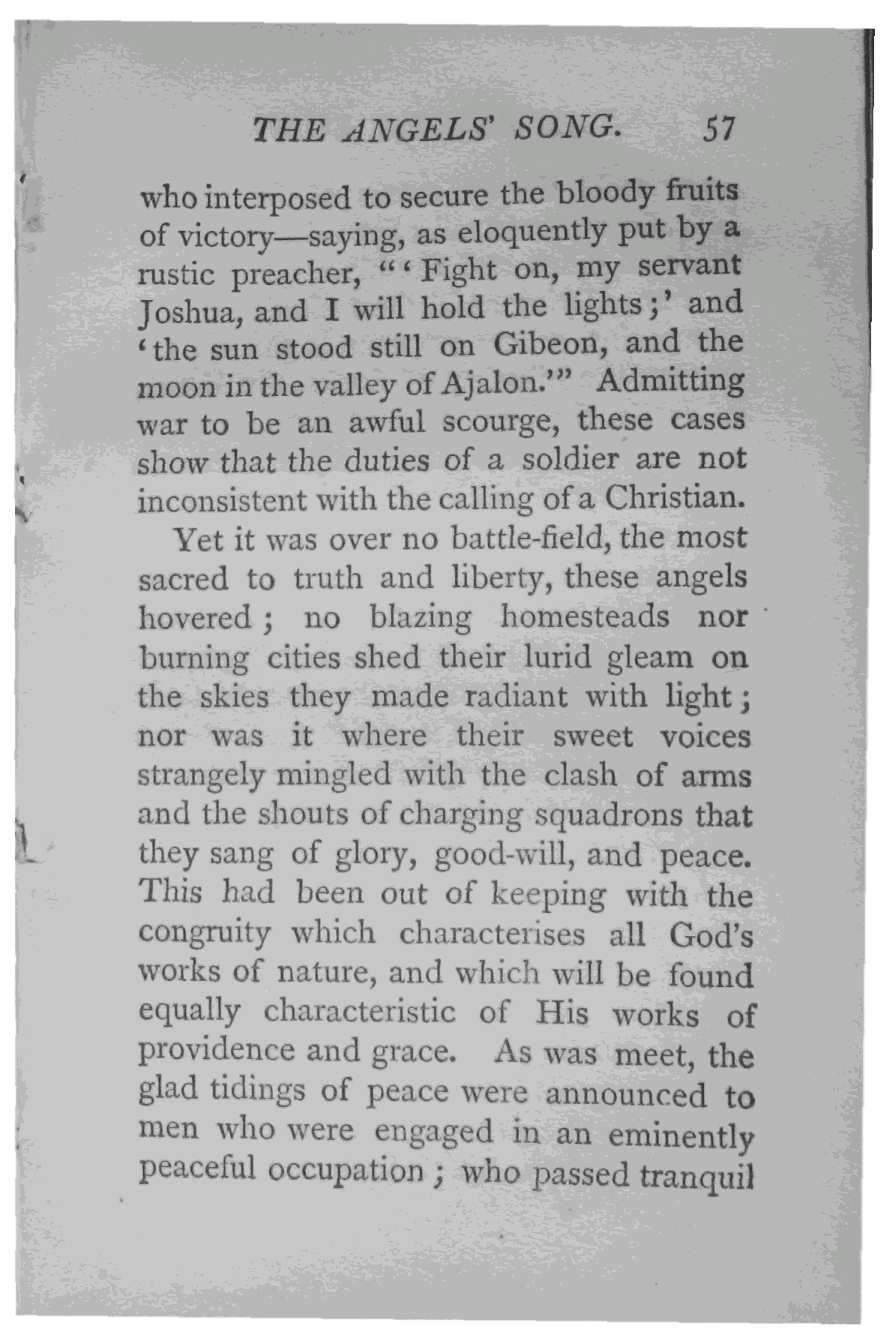 THE ANGELS' SONG. 57
who interposed to secure the bloody fruits
of victory—saying, as eloquently put by a
rustic preacher, "'Fight on, my servant
Joshua, and I will hold the lights;' and
'the sun stood still on Gibeon, and the
moon in the valley of Ajalon.'" Admitting
war to be an awful scourge, these cases
show that the duties of a soldier are not
inconsistent with the calling of a Christian.
Yet it was over no battle-field, the most
sacred to truth and liberty, these angels
hovered; no blazing homesteads nor
burning cities shed their lurid gleam on
the skies they made radiant with light;
nor was it where their sweet voices
strangely mingled with the clash of arms
and the shouts of charging squadrons that
they sang of glory, good-will, and peace.
This had been out of keeping with the
congruity which characterises all God's
works of nature, and which will be found
equally characteristic of His works of
providence and grace. As was meet, the
glad tidings of peace were announced to
men who were engaged in an eminently
peaceful occupation; who passed tranquil